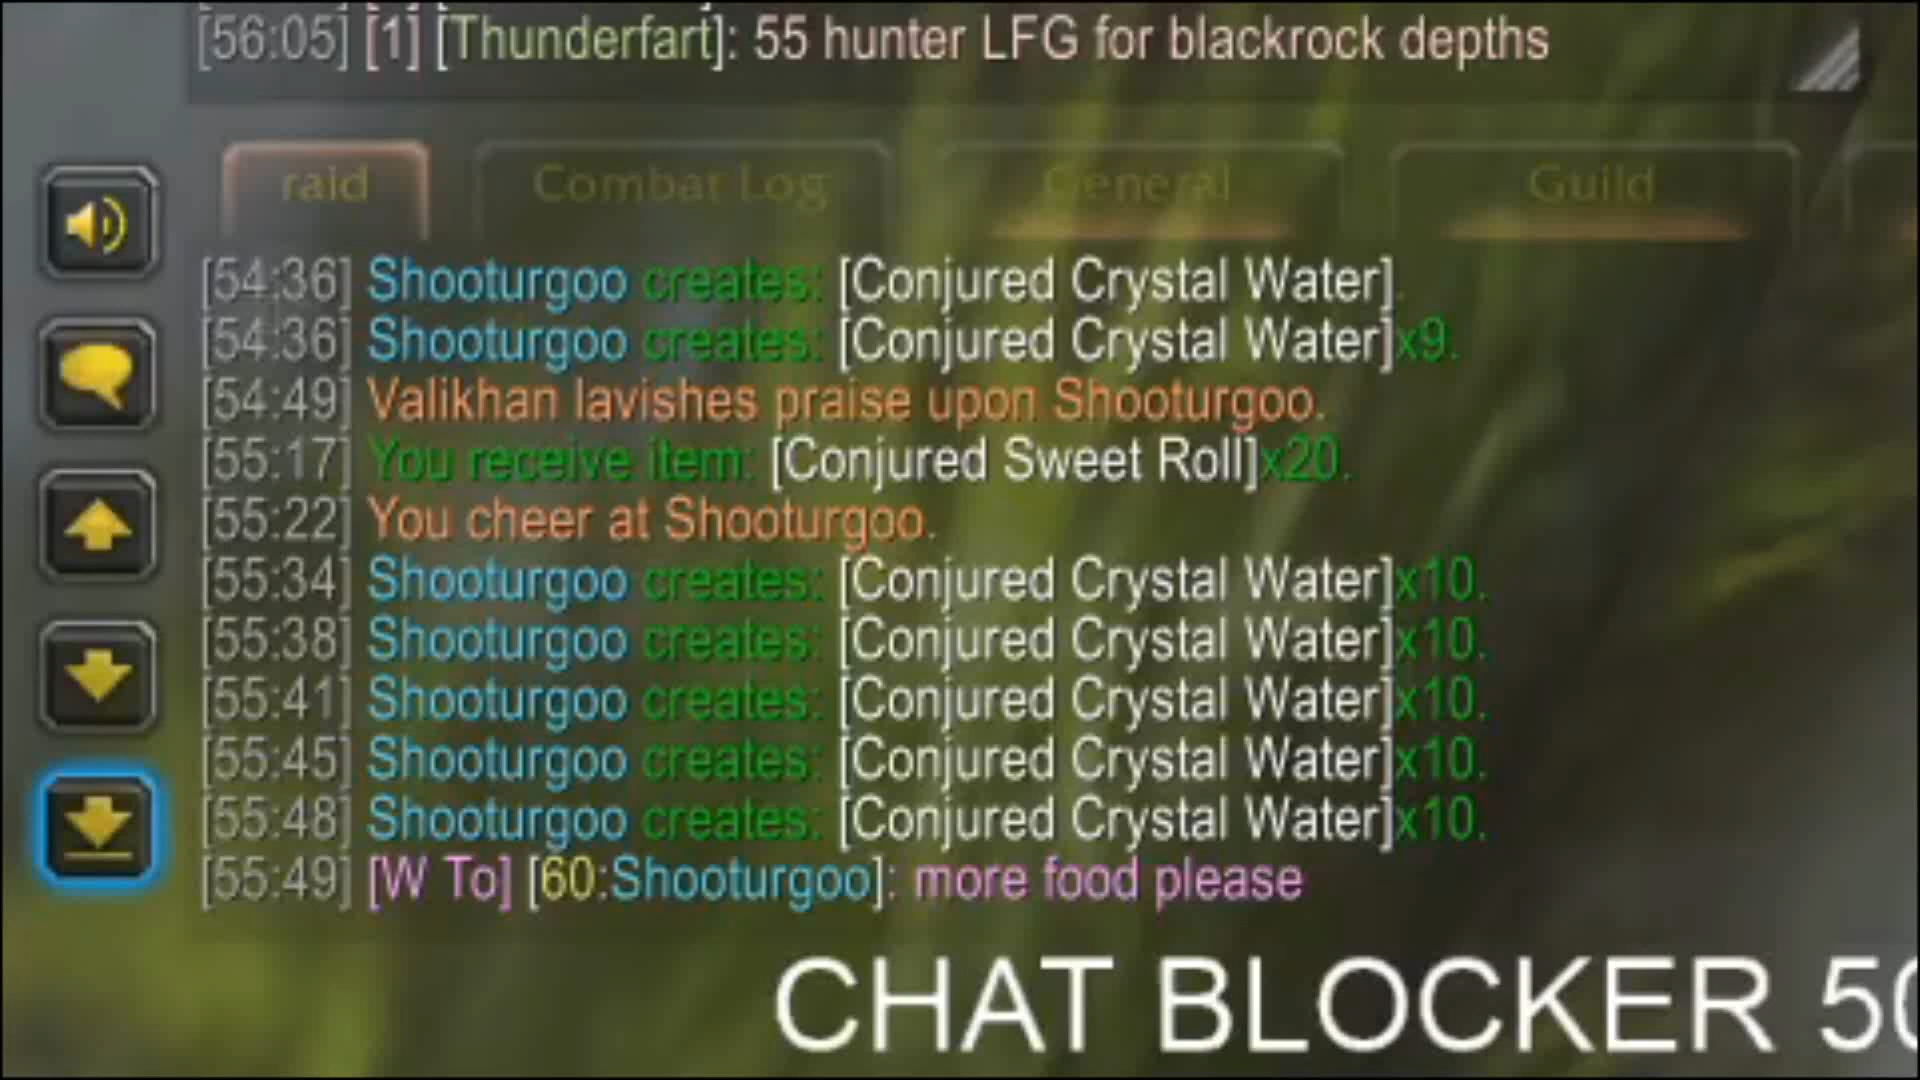 [56:05] [1] [Thunderfart]: 55 hunter LFG for blackrock depths
raid Combat Log General Guild
[54:36] Shooturgoo creates: [Conjured Crystal Water].
[54:36] Shooturgoo creates: [Conjured Crystal Water]x9.
[54:49] Valikhan lavishes praise upon Shooturgoo.
[55:17] You receive item: [Conjured Sweet Roll]x20.
[55:22] You cheer at Shooturgoo.
[55:34] Shooturgoo creates: [Conjured Crystal Water]x10.
[55:38] Shooturgoo creates: [Conjured Crystal Water]x10.
[55:41] Shooturgoo creates: [Conjured Crystal Water]x10.
[55:45] Shooturgoo creates: [Conjured Crystal Water]x10.
[55:48] Shooturgoo creates: [Conjured Crystal Water]x10.
[55:49] [W To] [60:Shooturgoo]: more food please
CHAT BLOCKER